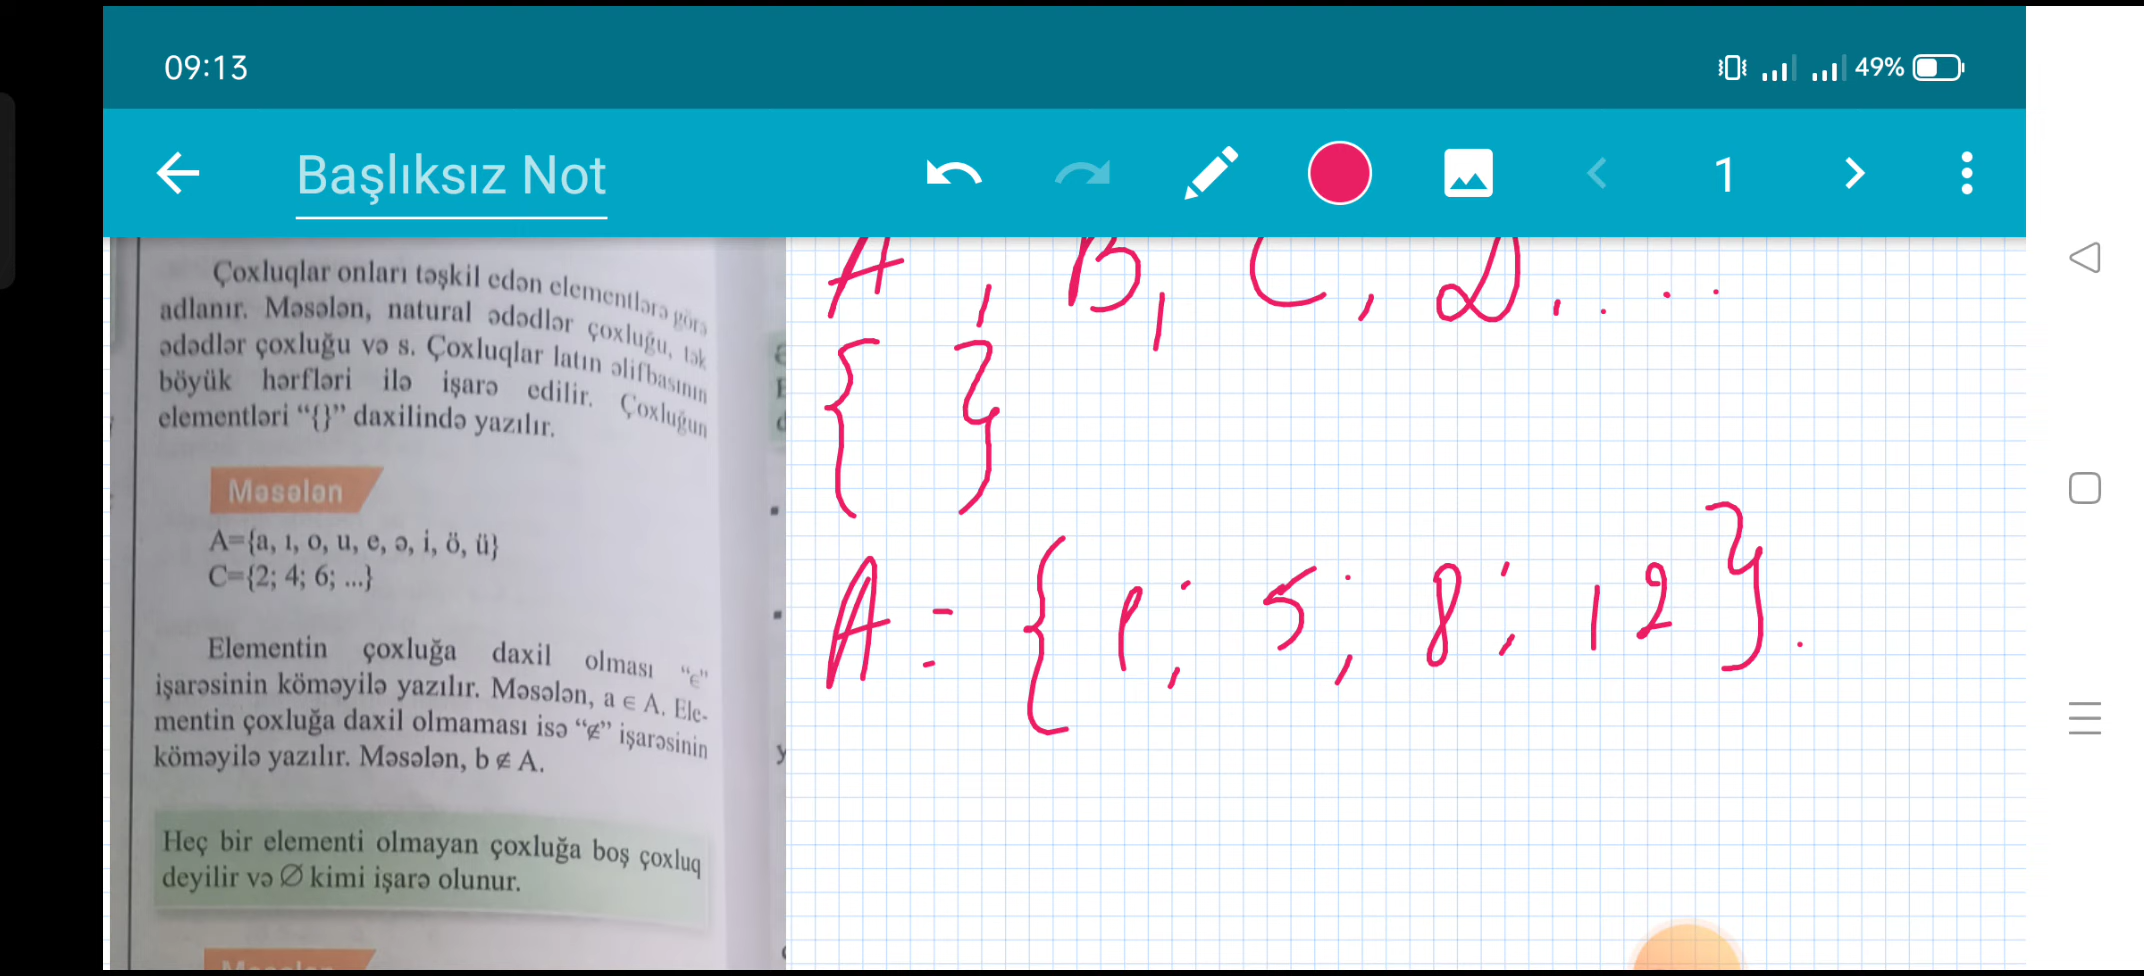 09:13
49%
Başlıksız Not
1
Çoxluqlar onları təşkil edən elementlərə görə
adlanır. Məsələn, natural ədədlər çoxluğu, tək
ədədlər çoxluğu və s. Çoxluqlar latın əlifbasının
böyük hərfləri ilə işarə edilir. Çoxluğun
elementləri “{}” daxilində yazılır.
Məsələn
A={a, ı, o, u, e, ə, i, ö, ü}
C={2; 4; 6; ...}
Elementin çoxluğa daxil olması “∈”
işarəsinin köməyilə yazılır. Məsələn, a ∈ A. Ele-
mentin çoxluğa daxil olmaması isə “∉” işarəsinin
köməyilə yazılır. Məsələn, b ∉ A.
Heç bir elementi olmayan çoxluğa boş çoxluq
deyilir və ∅ kimi işarə olunur.
Məsələn
A, B, C, D, . . . .
{ }
A = {1; 5; 8; 12}.